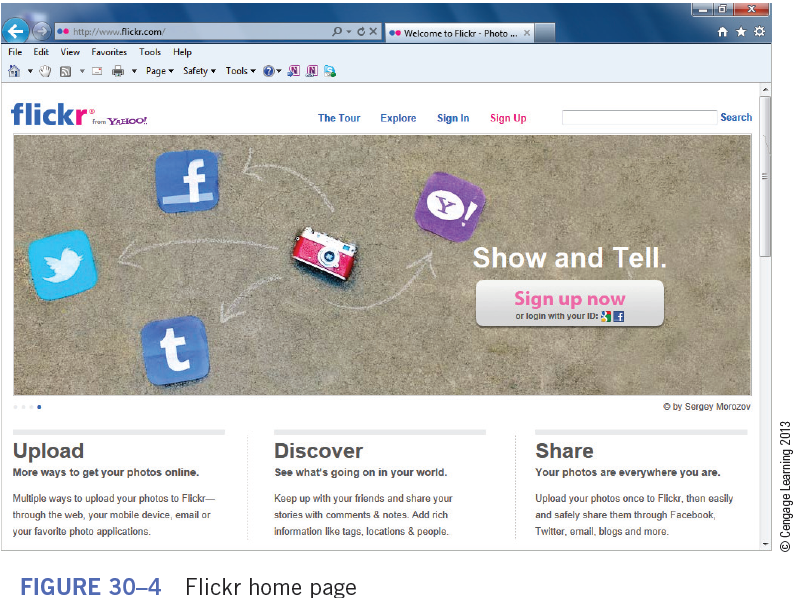 http://www.flickr.com/
Welcome to Flickr - Photo ...
File Edit View Favorites Tools Help
Page Safety Tools
flickr® from YAHOO!
The Tour Explore Sign In Sign Up Search
f
Y!
t
Show and Tell.
Sign up now
or login with your ID:
© by Sergey Morozov
Upload
More ways to get your photos online.
Multiple ways to upload your photos to Flickr—
through the web, your mobile device, email or
your favorite photo applications.
Discover
See what's going on in your world.
Keep up with your friends and share your
stories with comments & notes. Add rich
information like tags, locations & people.
Share
Your photos are everywhere you are.
Upload your photos once to Flickr, then easily
and safely share them through Facebook,
Twitter, email, blogs and more.
© Cengage Learning 2013
FIGURE 30–4 Flickr home page